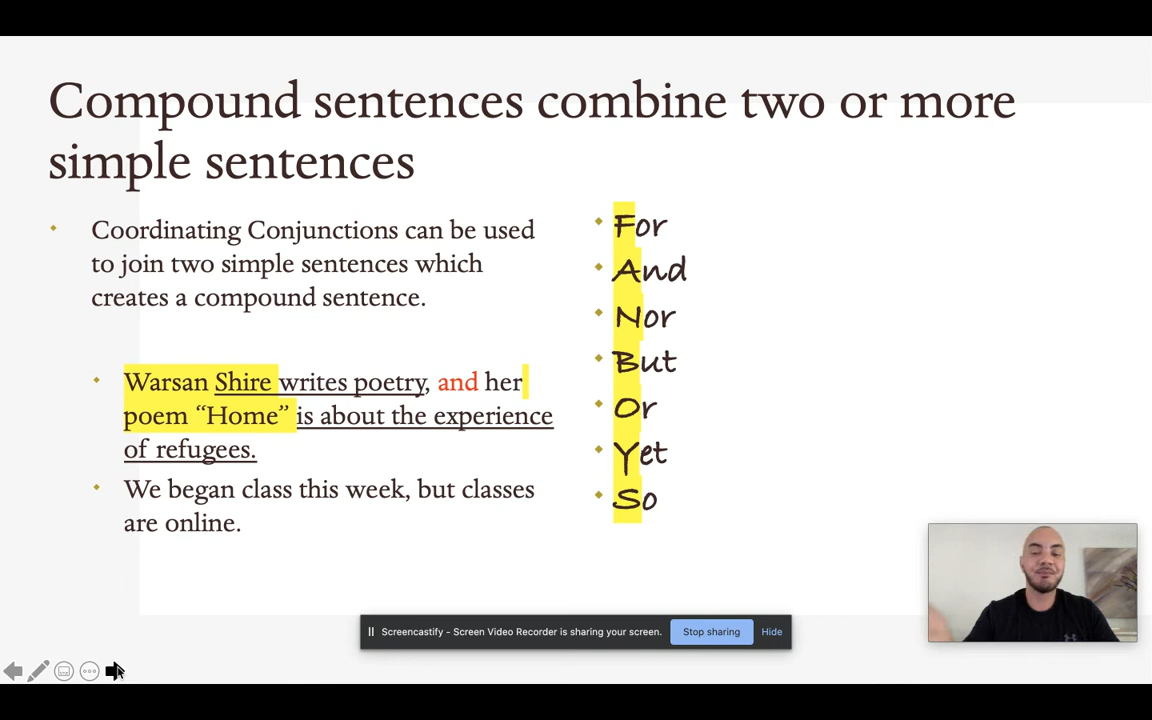 Compound sentences combine two or more
simple sentences
Coordinating Conjunctions can be used
to join two simple sentences which
creates a compound sentence.
Warsan Shire writes poetry, and her
poem “Home” is about the experience
of refugees.
We began class this week, but classes
are online.
For
And
Nor
But
Or
Yet
So
Screencastify - Screen Video Recorder is sharing your screen.
Stop sharing
Hide